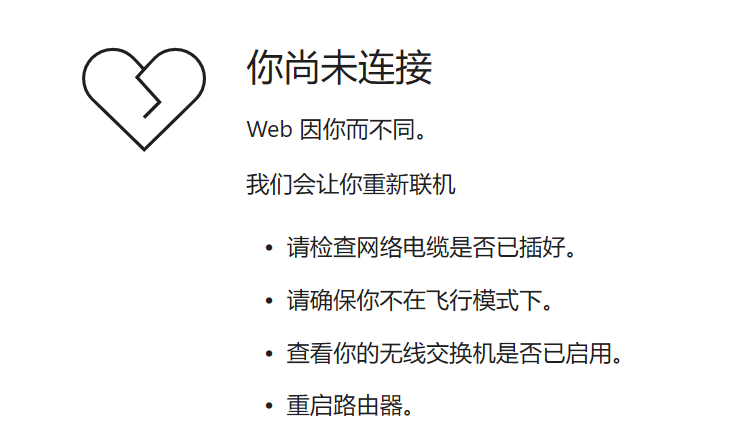 你尚未连接
Web 因你而不同。
我们会让你重新联机
• 请检查网络电缆是否已插好。
• 请确保你不在飞行模式下。
• 查看你的无线交换机是否已启用。
• 重启路由器。